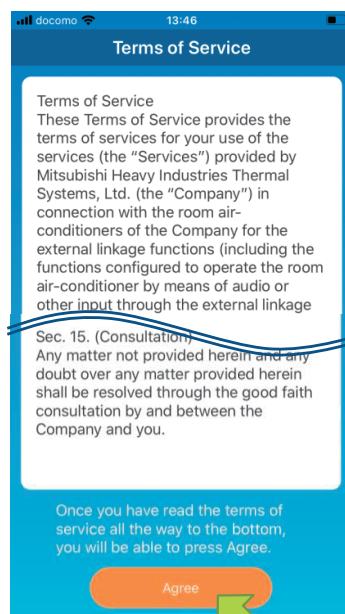 docomo 13:46
Terms of Service
Terms of Service
These Terms of Service provides the
terms of services for your use of the
services (the “Services”) provided by
Mitsubishi Heavy Industries Thermal
Systems, Ltd. (the “Company”) in
connection with the room air-
conditioners of the Company for the
external linkage functions (including the
functions configured to operate the room
air-conditioner by means of audio or
other input through the external linkage
Sec. 15. (Consultation)
Any matter not provided herein and any
doubt over any matter provided herein
shall be resolved through the good faith
consultation by and between the
Company and you.
Once you have read the terms of
service all the way to the bottom,
you will be able to press Agree.
Agree